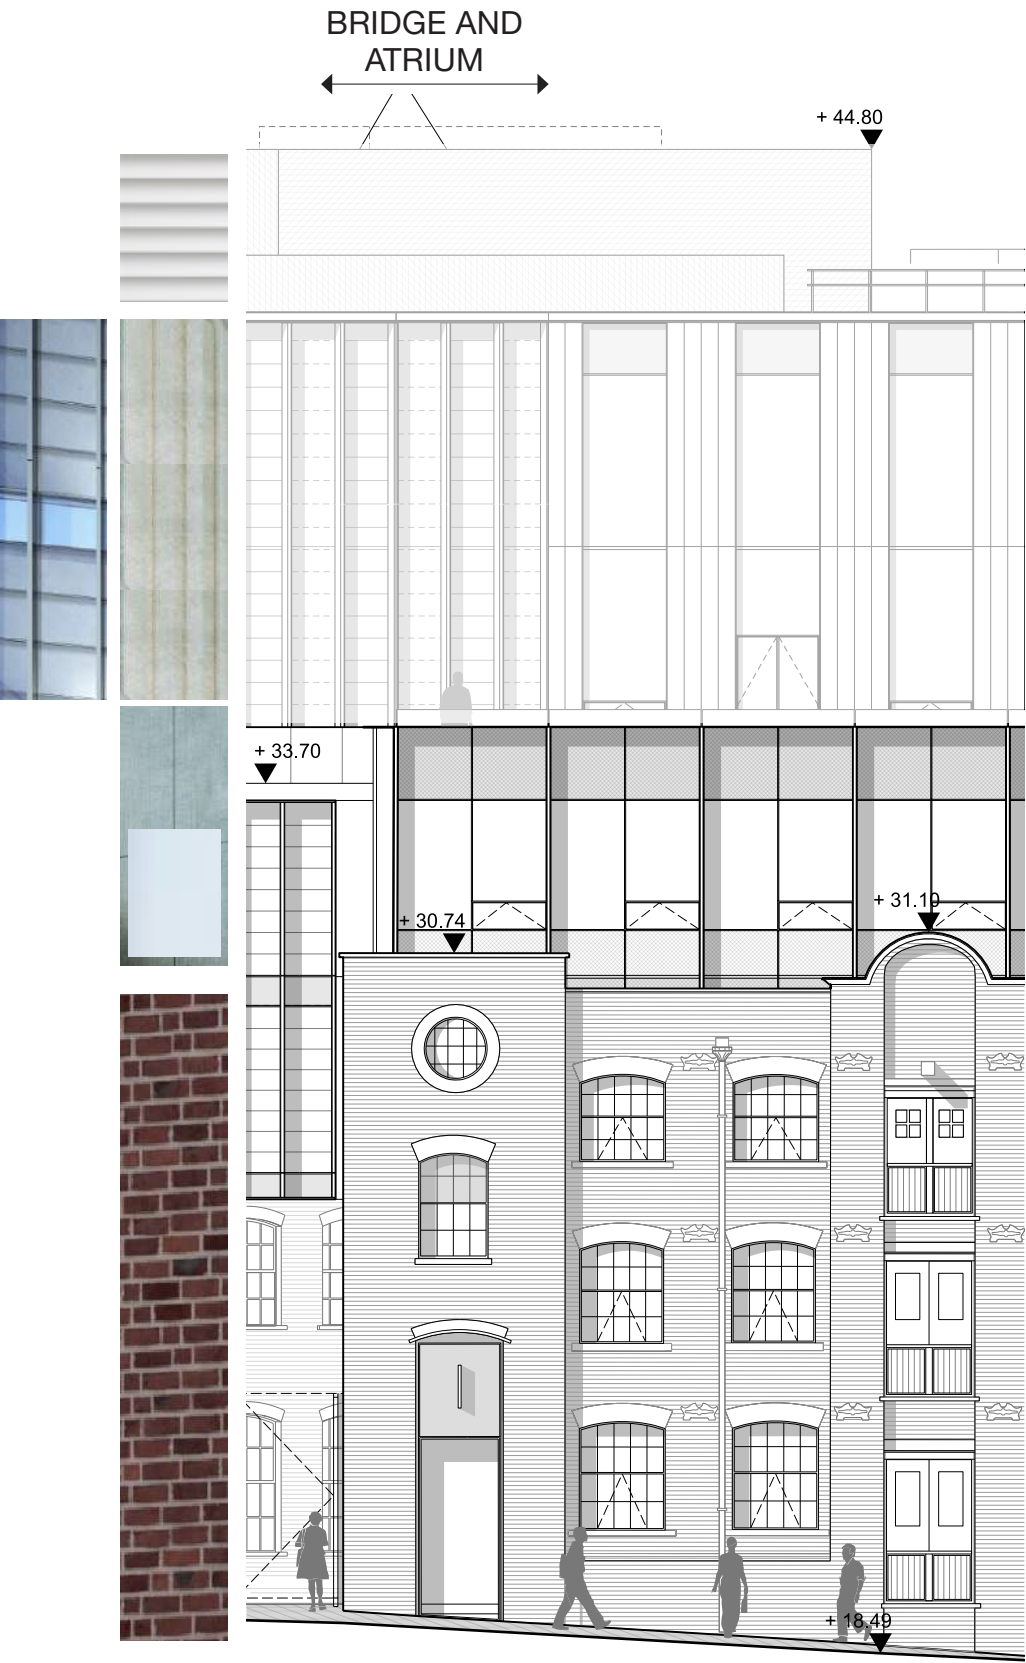 BRIDGE AND
ATRIUM
+ 44.80
+ 33.70
+ 31.10
+ 30.74
+ 18.49